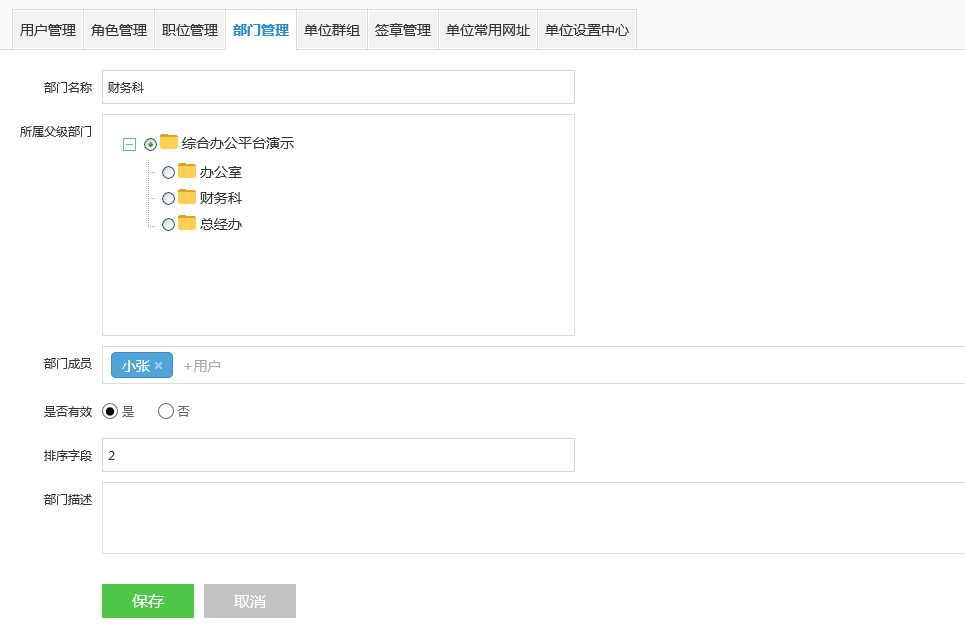 用户管理 角色管理 职位管理 部门管理 单位群组 签章管理 单位常用网址 单位设置中心
部门名称 财务科
所属父级部门
综合办公平台演示
办公室
财务科
总经办
部门成员 小张 × +用户
是否有效 是 否
排序字段 2
部门描述
保存 取消